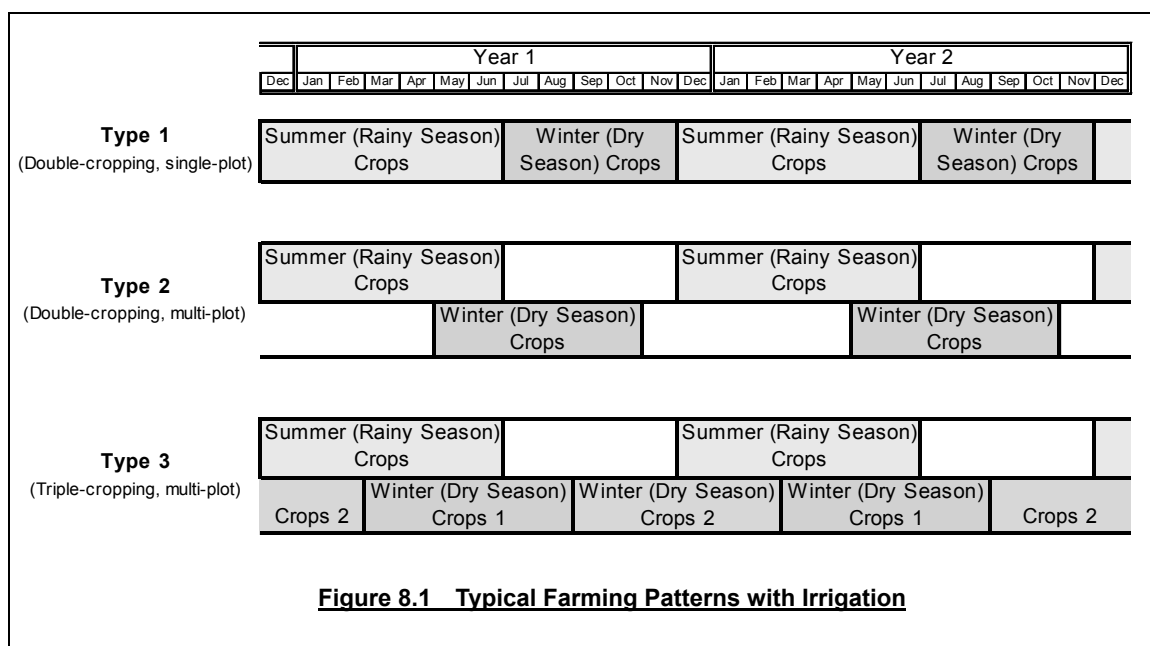 Year 1 Year 2
Dec Jan Feb Mar Apr May Jun Jul Aug Sep Oct Nov Dec Jan Feb Mar Apr May Jun Jul Aug Sep Oct Nov Dec
Type 1
(Double-cropping, single-plot)
Summer (Rainy Season)
Crops
Winter (Dry
Season) Crops
Summer (Rainy Season)
Crops
Winter (Dry
Season) Crops
Type 2
(Double-cropping, multi-plot)
Summer (Rainy Season)
Crops
Summer (Rainy Season)
Crops
Winter (Dry Season)
Crops
Winter (Dry Season)
Crops
Type 3
(Triple-cropping, multi-plot)
Summer (Rainy Season)
Crops
Summer (Rainy Season)
Crops
Crops 2
Winter (Dry Season)
Crops 1
Winter (Dry Season)
Crops 2
Winter (Dry Season)
Crops 1
Crops 2
Figure 8.1 Typical Farming Patterns with Irrigation